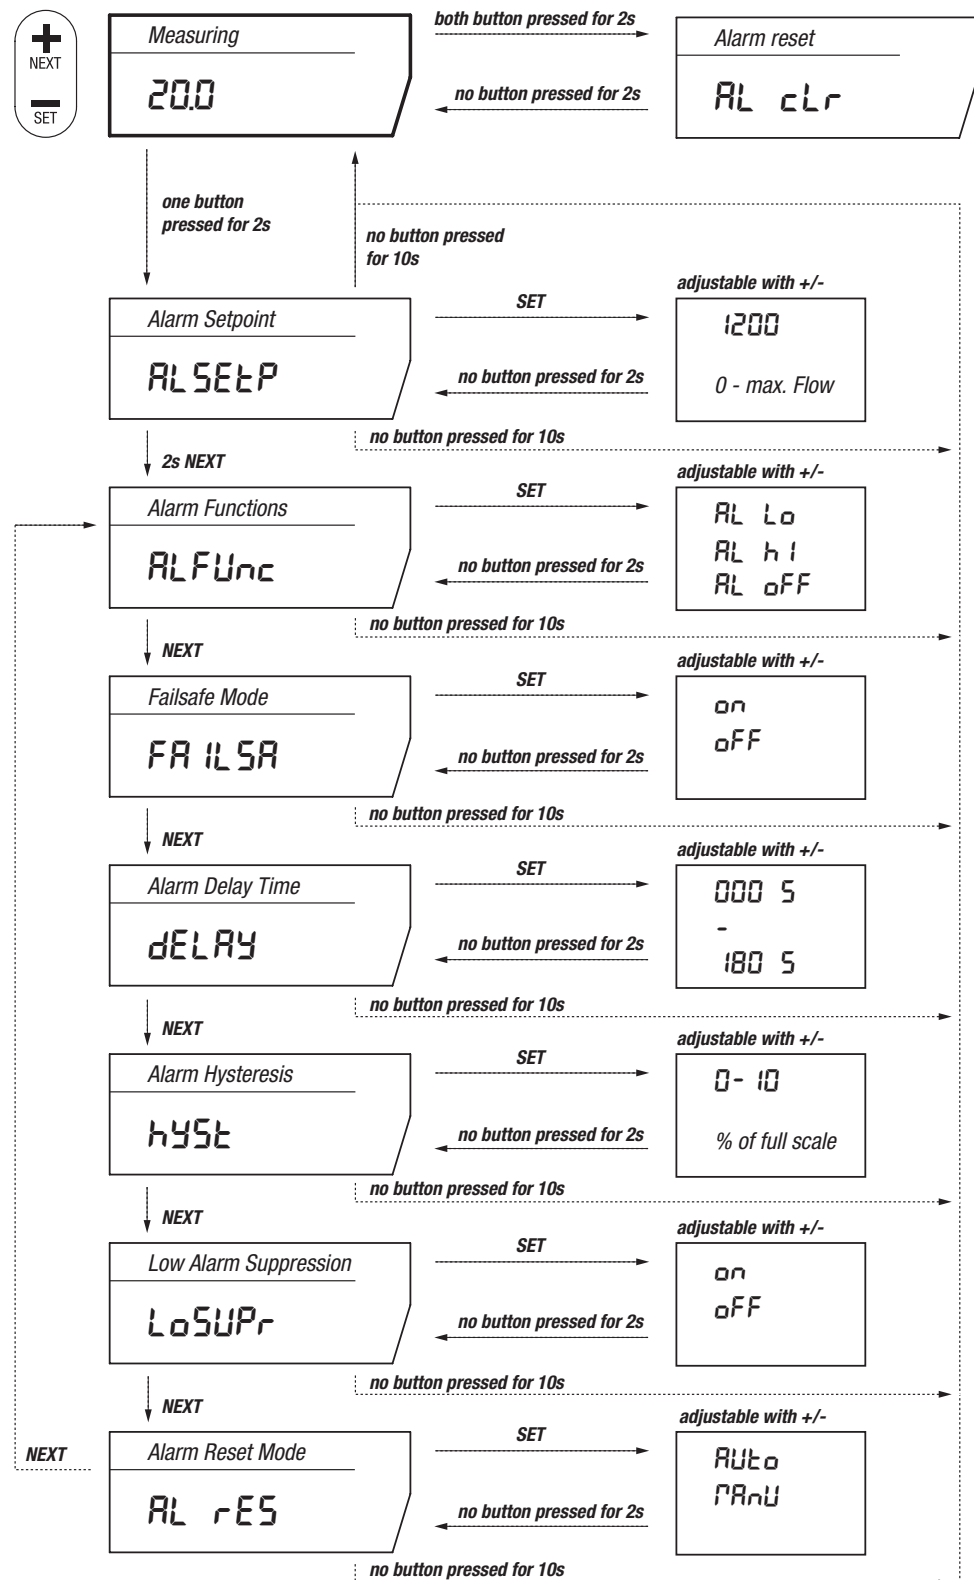 NEXT
SET
Measuring
20.0
both button pressed for 2s
no button pressed for 2s
Alarm reset
AL cLr
one button
pressed for 2s
no button pressed
for 10s
Alarm Setpoint
ALSEtP
SET
no button pressed for 2s
adjustable with +/-
1200
0 - max. Flow
no button pressed for 10s
2s NEXT
Alarm Functions
ALFUnc
SET
no button pressed for 2s
adjustable with +/-
AL Lo
AL hI
AL oFF
no button pressed for 10s
NEXT
Failsafe Mode
FAILSA
SET
no button pressed for 2s
adjustable with +/-
on
oFF
no button pressed for 10s
NEXT
Alarm Delay Time
dELAY
SET
no button pressed for 2s
adjustable with +/-
000 S
-
180 S
no button pressed for 10s
NEXT
Alarm Hysteresis
hYSt
SET
no button pressed for 2s
adjustable with +/-
0- 10
% of full scale
no button pressed for 10s
NEXT
Low Alarm Suppression
LoSUPr
SET
no button pressed for 2s
adjustable with +/-
on
oFF
no button pressed for 10s
NEXT
NEXT
Alarm Reset Mode
AL rES
SET
no button pressed for 2s
adjustable with +/-
AUto
MAnU
no button pressed for 10s